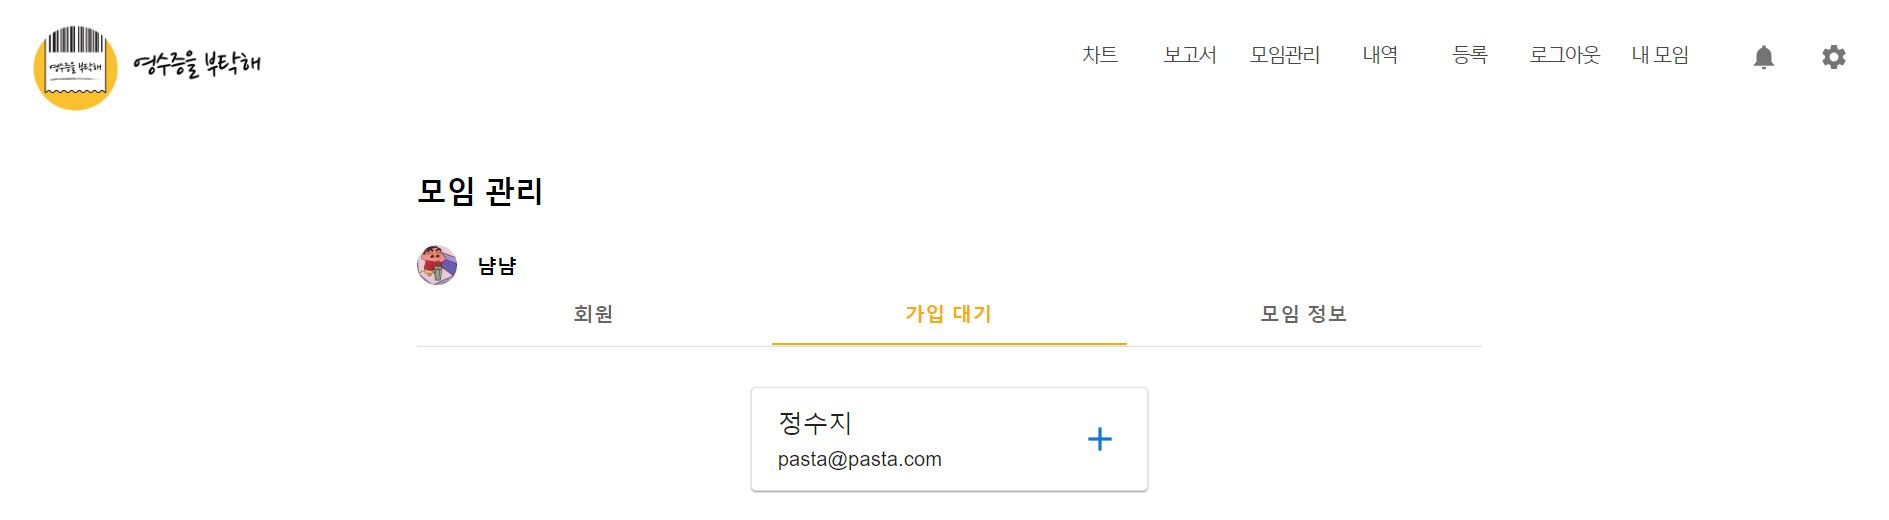 영수증을 부탁해
영수증을 부탁해
차트 보고서 모임관리 내역 등록 로그아웃 내 모임
모임 관리
냠냠
회원 가입 대기 모임 정보
정수지
pasta@pasta.com